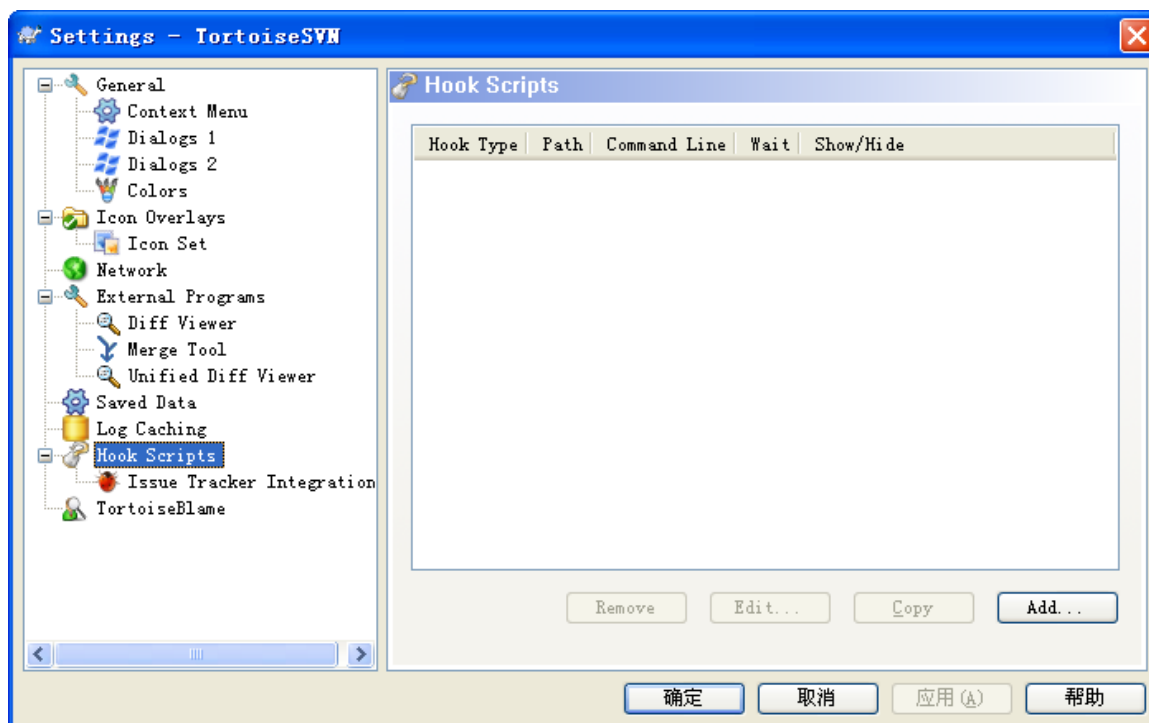 Settings - TortoiseSVN
General
Context Menu
Dialogs 1
Dialogs 2
Colors
Icon Overlays
Icon Set
Network
External Programs
Diff Viewer
Merge Tool
Unified Diff Viewer
Saved Data
Log Caching
Hook Scripts
Issue Tracker Integration
TortoiseBlame
Hook Scripts
Hook Type Path Command Line Wait Show/Hide
Remove Edit... Copy Add...
确定 取消 应用(A) 帮助